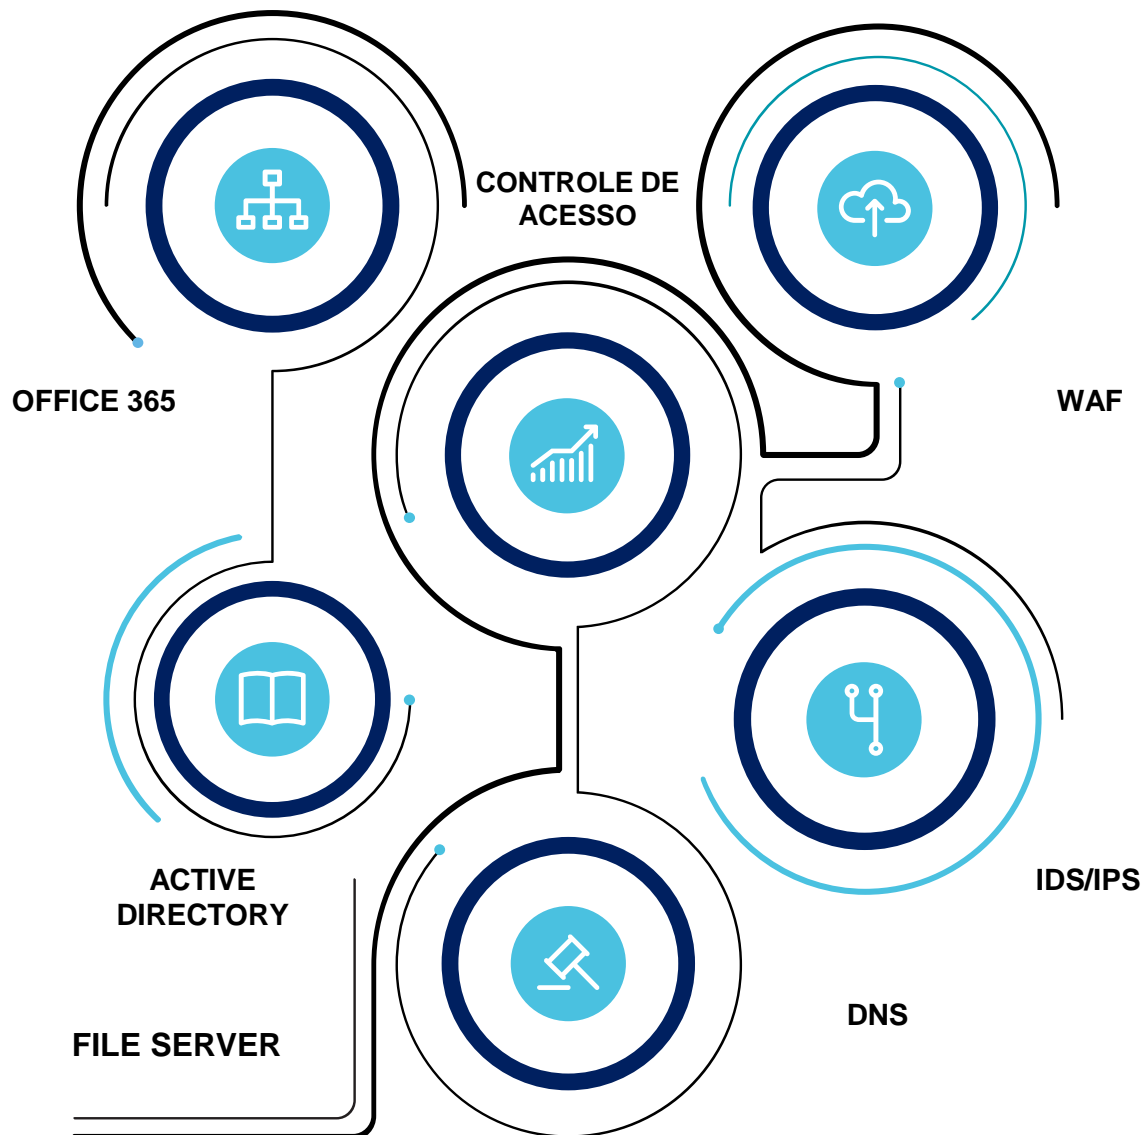 CONTROLE DE
ACESSO
OFFICE 365
WAF
ACTIVE
DIRECTORY
IDS/IPS
DNS
FILE SERVER